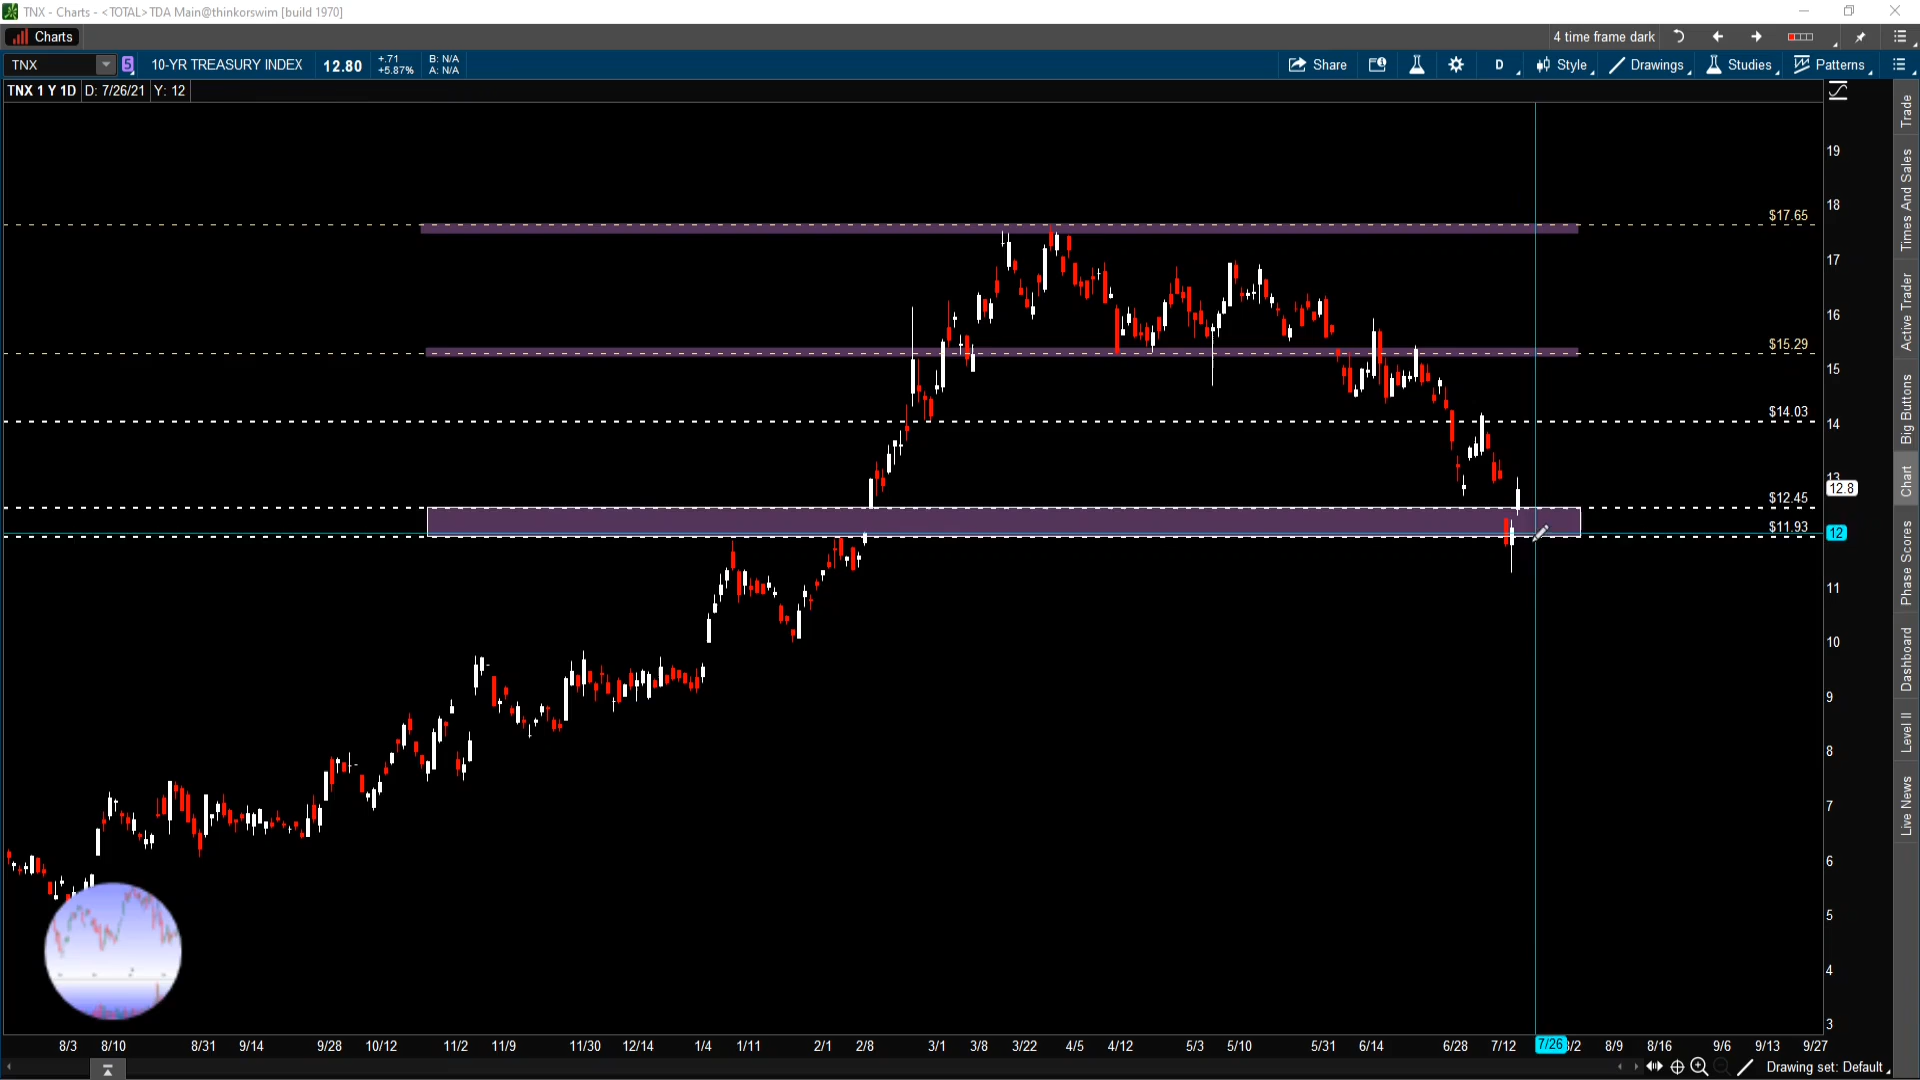 TNX - Charts - <TOTAL> TDA Main@thinkorswim [build 1970]
Charts
4 time frame dark
TNX
5
10-YR TREASURY INDEX
12.80
+.71
+5.87%
B: N/A
A: N/A
Share
D
Style
Drawings
Studies
Patterns
TNX 1 Y 1D
D: 7/26/21
Y: 12
19
18
17
16
15
14
13
12.8
12
11
10
9
8
7
6
5
4
3
$17.65
$15.29
$14.03
$12.45
$11.93
8/3
8/10
8/31
9/14
9/28
10/12
11/2
11/9
11/30
12/14
1/4
1/11
2/1
2/8
3/1
3/8
3/22
4/5
4/12
5/3
5/10
5/31
6/14
6/28
7/12
7/26
8/9
8/16
9/6
9/13
9/27
Drawing set: Default
Trade
Times And Sales
Active Trader
Big Buttons
Chart
Phase Scores
Dashboard
Level II
Live News